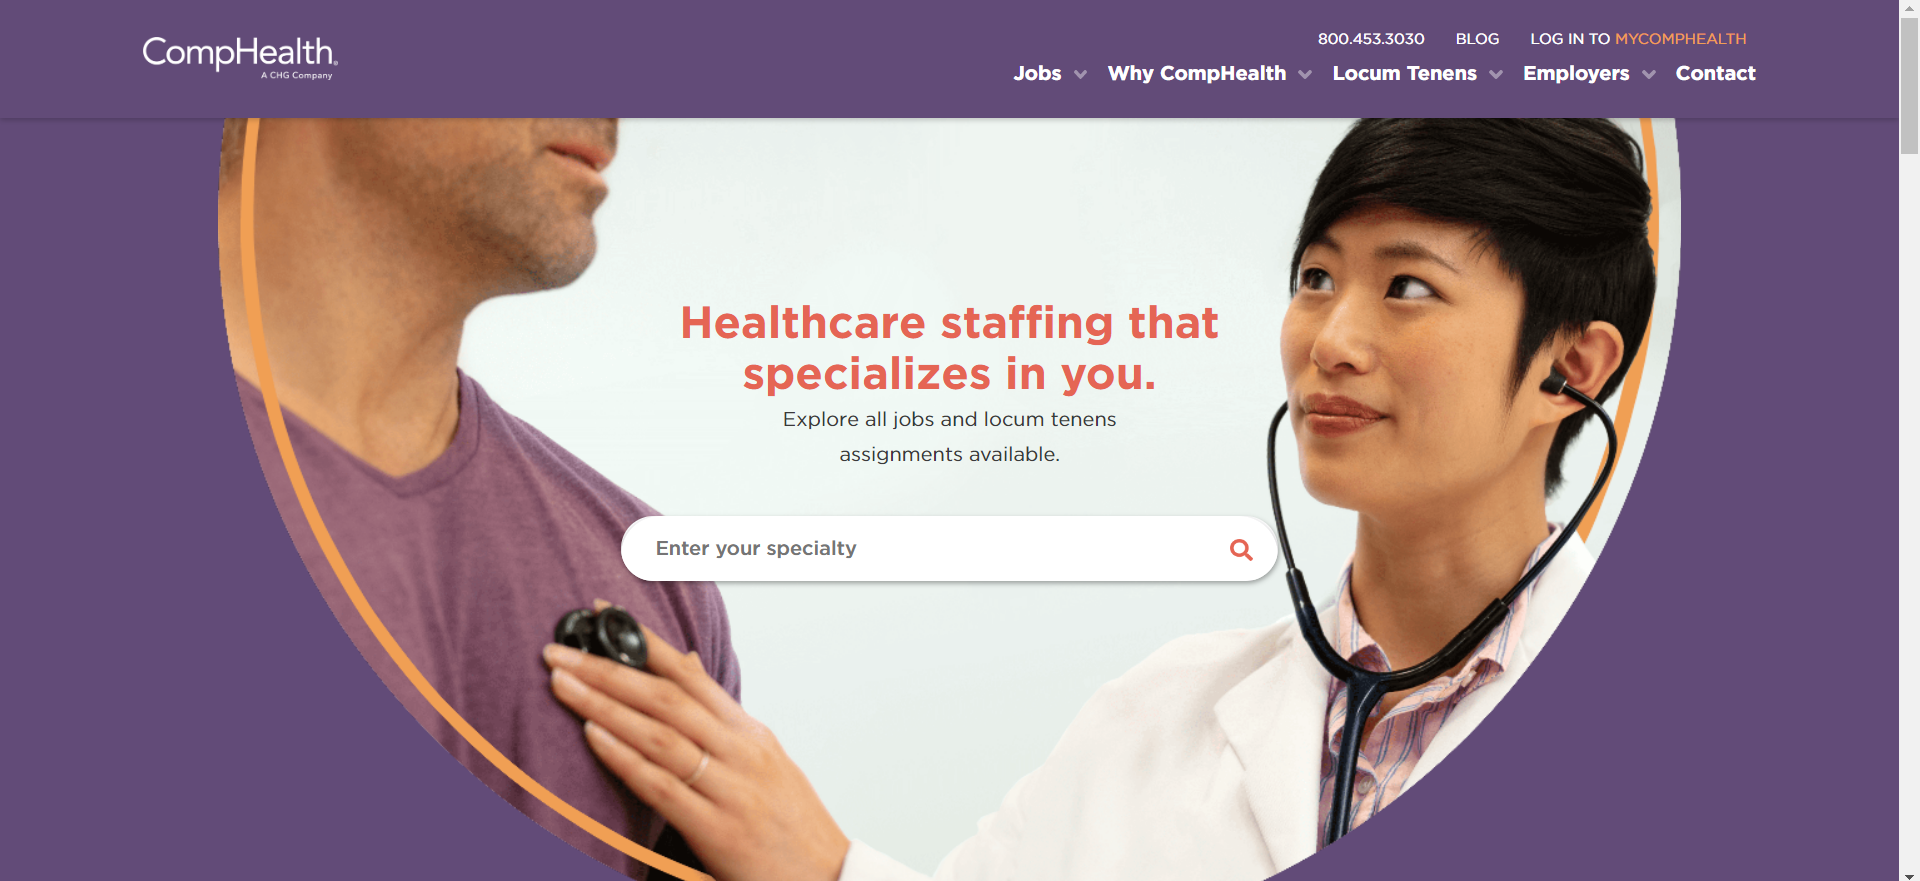 CompHealth®
A CHG Company
800.453.3030 BLOG LOG IN TO MYCOMPHEALTH
Jobs Why CompHealth Locum Tenens Employers Contact
Healthcare staffing that
specializes in you.
Explore all jobs and locum tenens
assignments available.
Enter your specialty